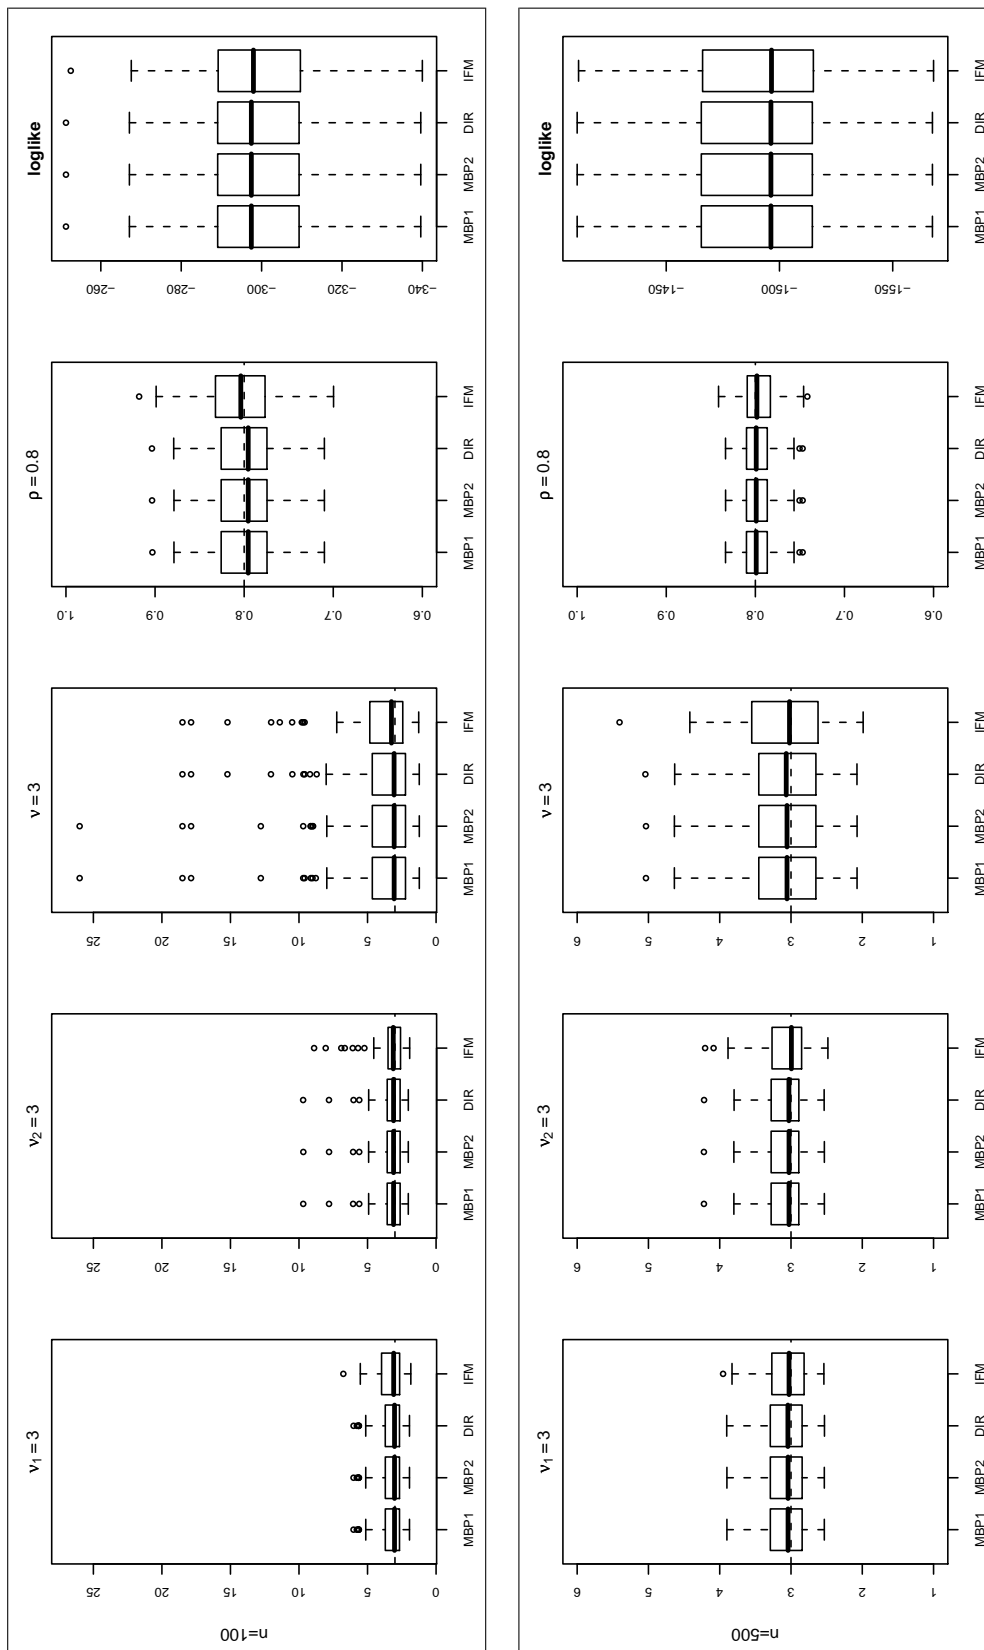 n=100
ν1 = 3
0 5 10 15 20 25
MBP1 MBP2 DIR IFM
ν2 = 3
0 5 10 15 20 25
MBP1 MBP2 DIR IFM
ν = 3
0 5 10 15 20 25
MBP1 MBP2 DIR IFM
ρ = 0.8
0.6 0.7 0.8 0.9 1.0
MBP1 MBP2 DIR IFM
loglike
−340 −320 −300 −280 −260
MBP1 MBP2 DIR IFM
n=500
ν1 = 3
1 2 3 4 5 6
MBP1 MBP2 DIR IFM
ν2 = 3
1 2 3 4 5 6
MBP1 MBP2 DIR IFM
ν = 3
1 2 3 4 5 6
MBP1 MBP2 DIR IFM
ρ = 0.8
0.6 0.7 0.8 0.9 1.0
MBP1 MBP2 DIR IFM
loglike
−1550 −1500 −1450
MBP1 MBP2 DIR IFM